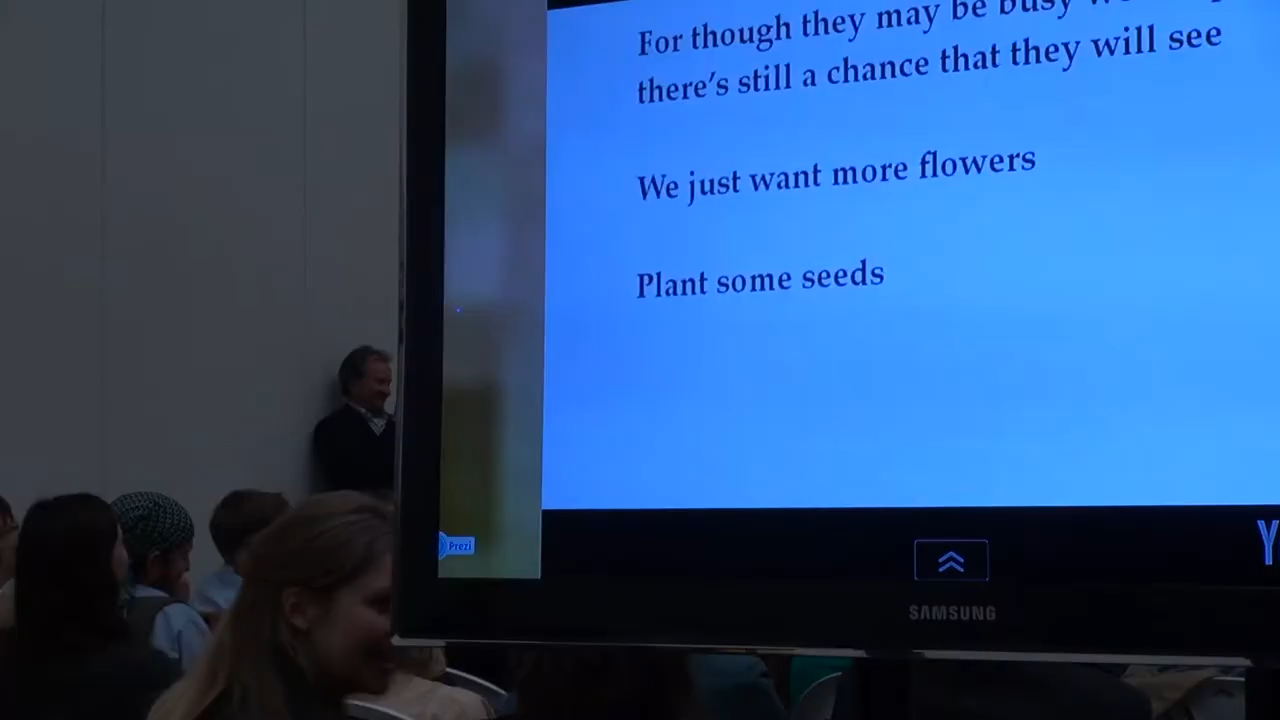 For though they may be busy
there's still a chance that they will see
We just want more flowers
Plant some seeds
Prezi
Y
SAMSUNG